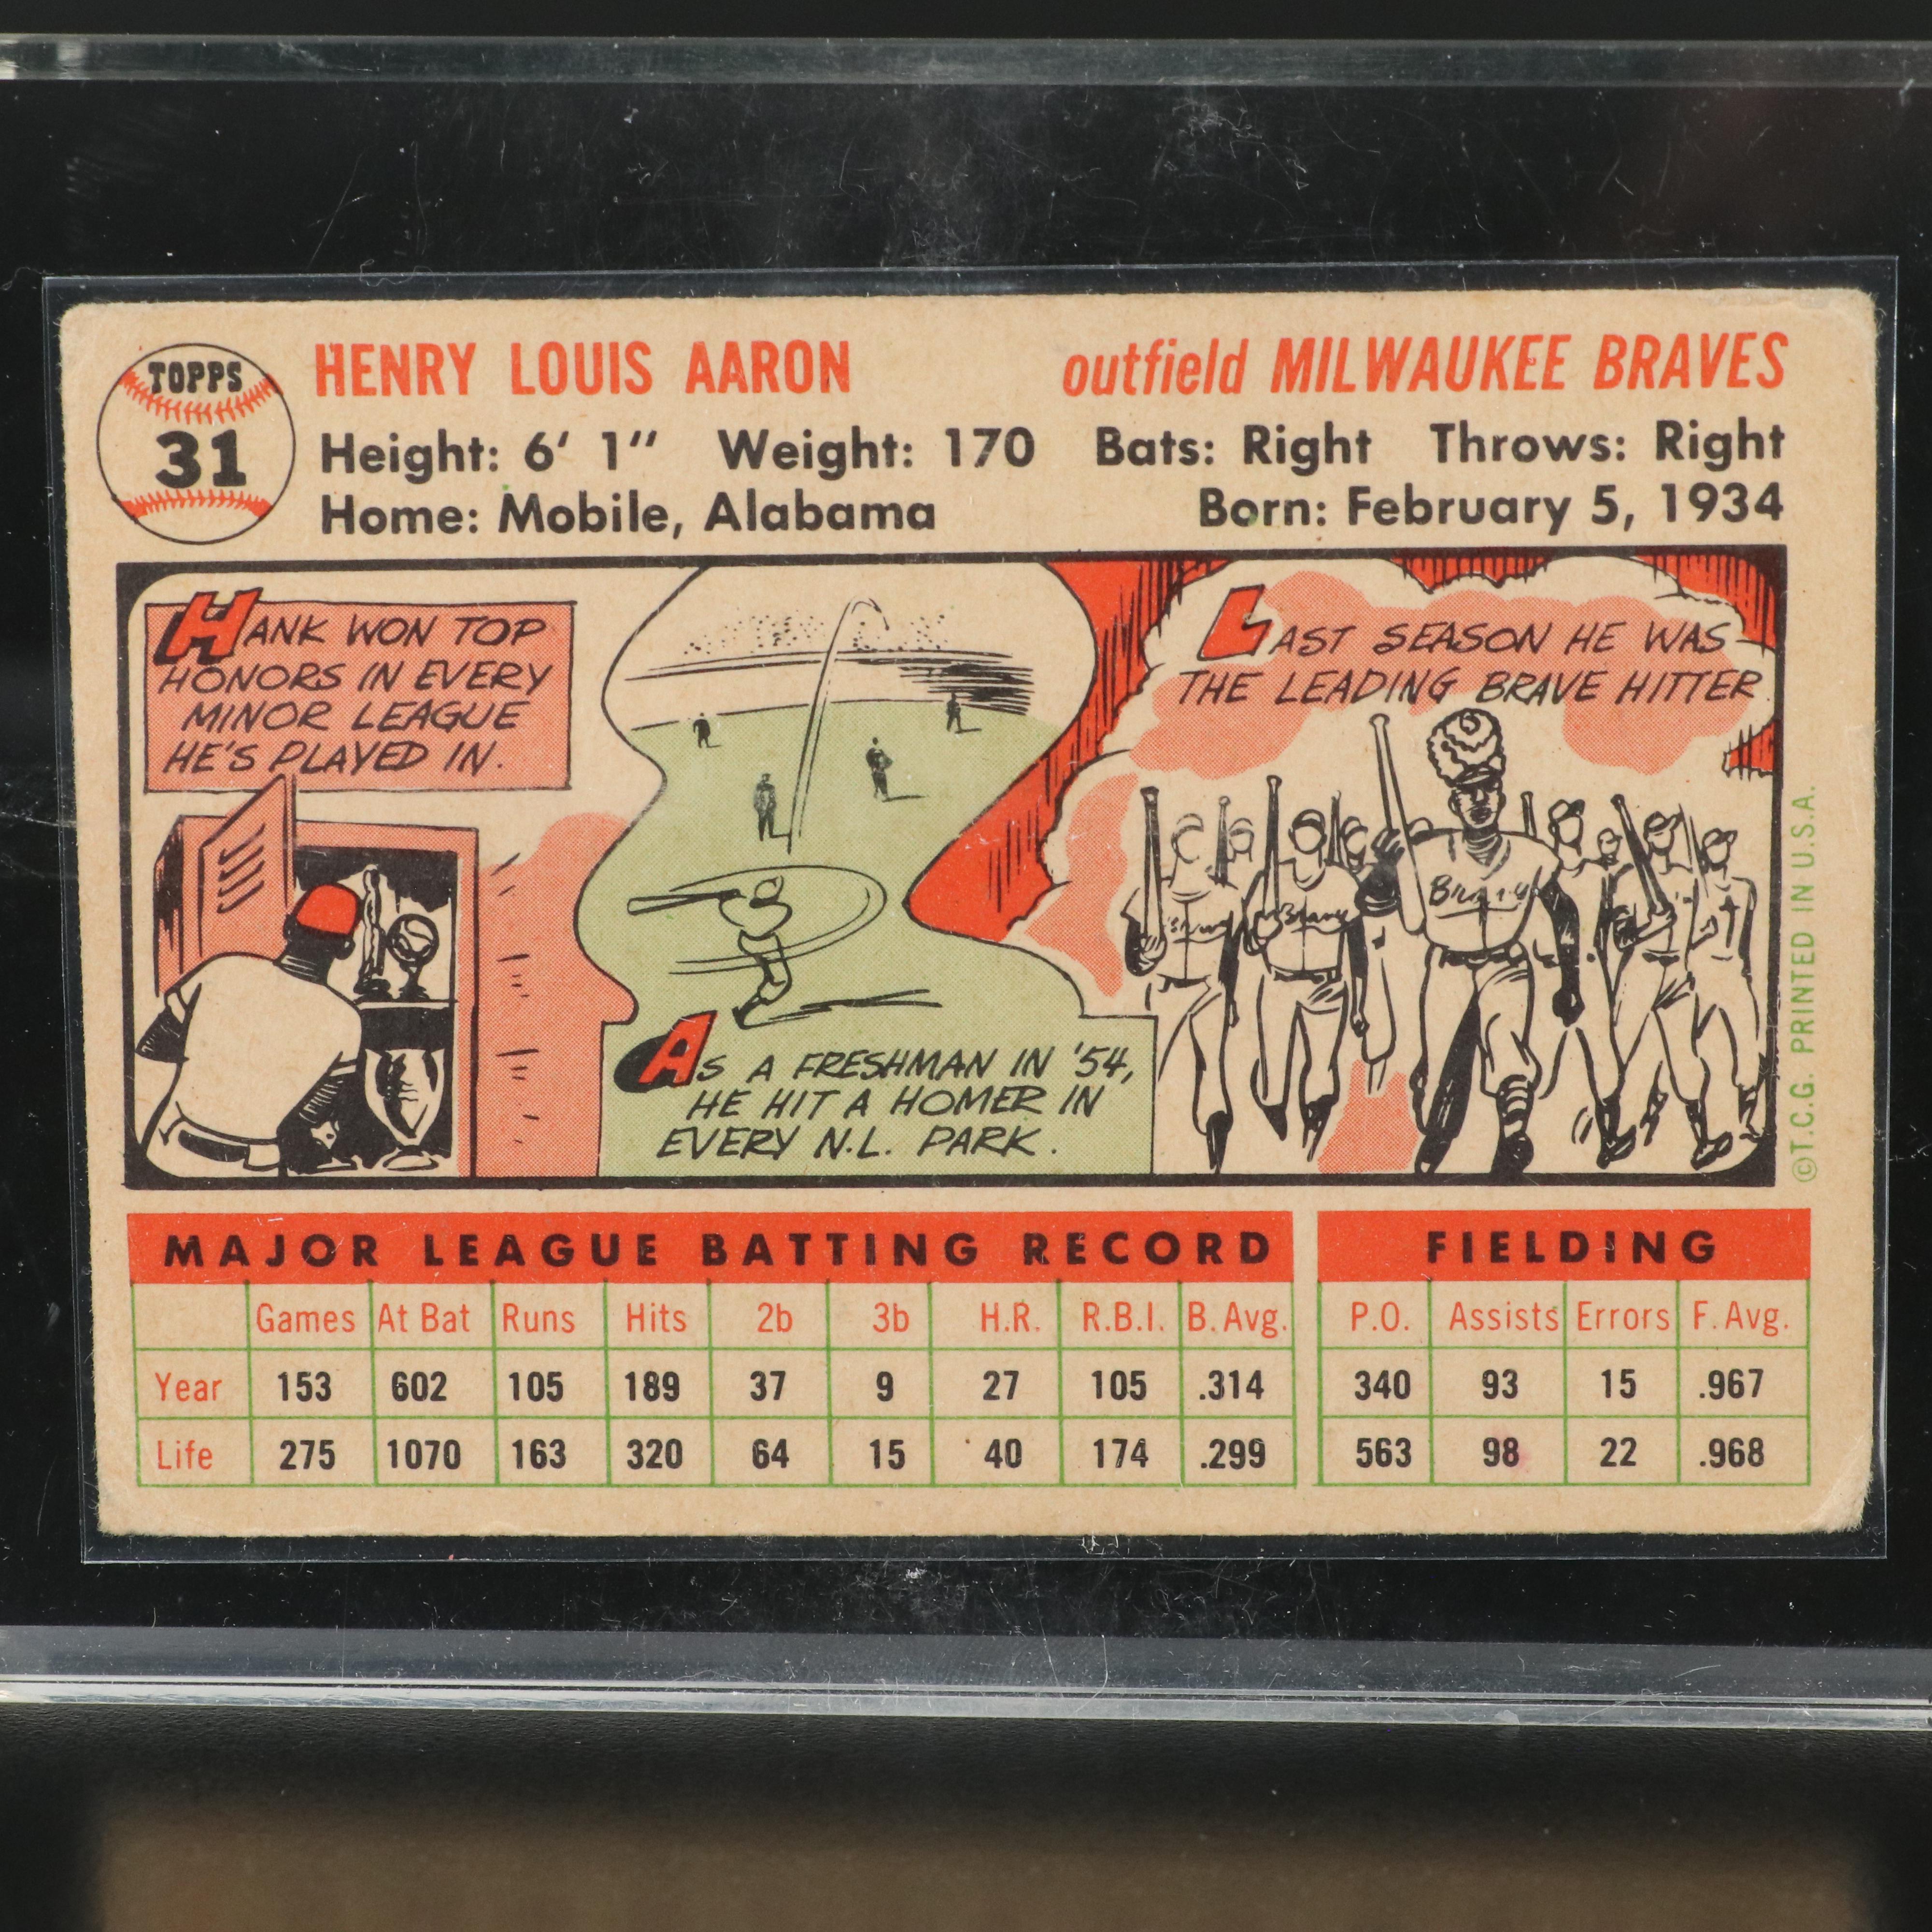 TOPPS
31
HENRY LOUIS AARON outfield MILWAUKEE BRAVES
Height: 6' 1" Weight: 170 Bats: Right Throws: Right
Home: Mobile, Alabama Born: February 5, 1934
HANK WON TOP
HONORS IN EVERY
MINOR LEAGUE
HE'S PLAYED IN.
AS A FRESHMAN IN '54,
HE HIT A HOMER IN
EVERY N.L. PARK.
LAST SEASON HE WAS
THE LEADING BRAVE HITTER
©T.C.G. PRINTED IN U.S.A.
MAJOR LEAGUE BATTING RECORD
Games At Bat Runs Hits 2b 3b H.R. R.B.I. B. Avg.
Year 153 602 105 189 37 9 27 105 .314
Life 275 1070 163 320 64 15 40 174 .299
FIELDING
P.O. Assists Errors F. Avg.
340 93 15 .967
563 98 22 .968